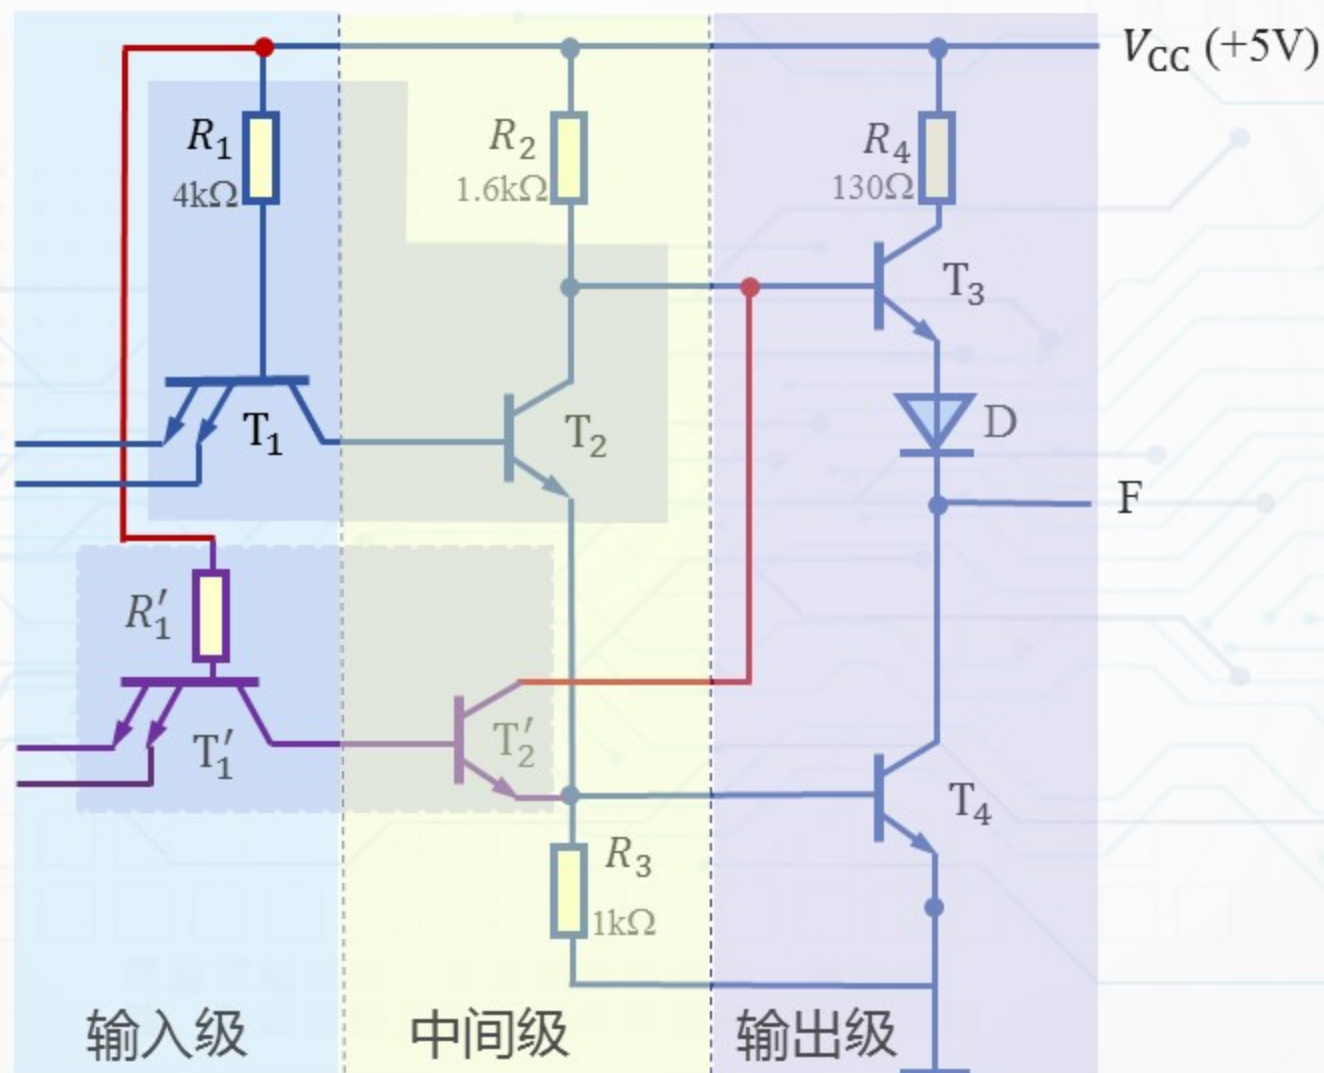 V_CC (+5V)
R₁
4kΩ
R₂
1.6kΩ
R₄
130Ω
T₃
T₁
T₂
D
F
R₁′
T₁′
T₂′
T₄
R₃
1kΩ
输入级
中间级
输出级